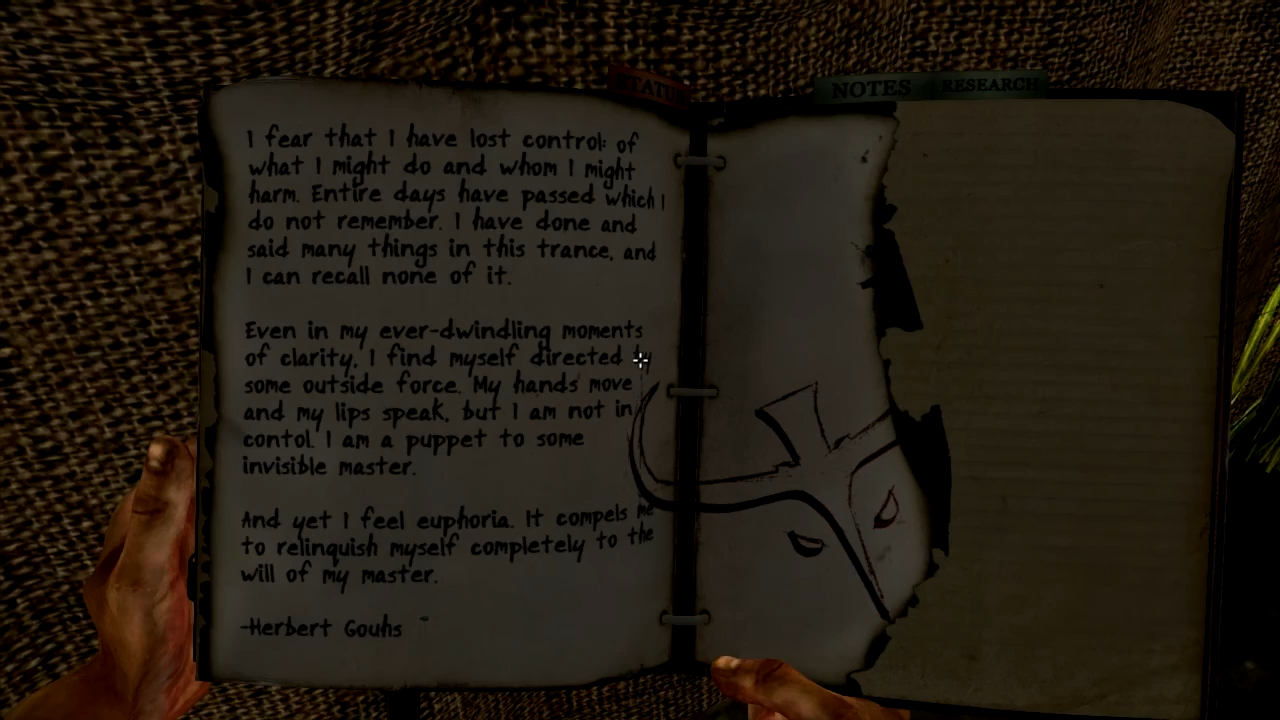 STATUS
NOTES
RESEARCH
I fear that I have lost control: of
what I might do and whom I might
harm. Entire days have passed which I
do not remember. I have done and
said many things in this trance, and
I can recall none of it.
Even in my ever-dwindling moments
of clarity, I find myself directed by
some outside force. My hands move
and my lips speak, but I am not in
contol. I am a puppet to some
invisible master.
And yet I feel euphoria. It compels me
to relinquish myself completely to the
will of my master.
-Herbert Gouhs